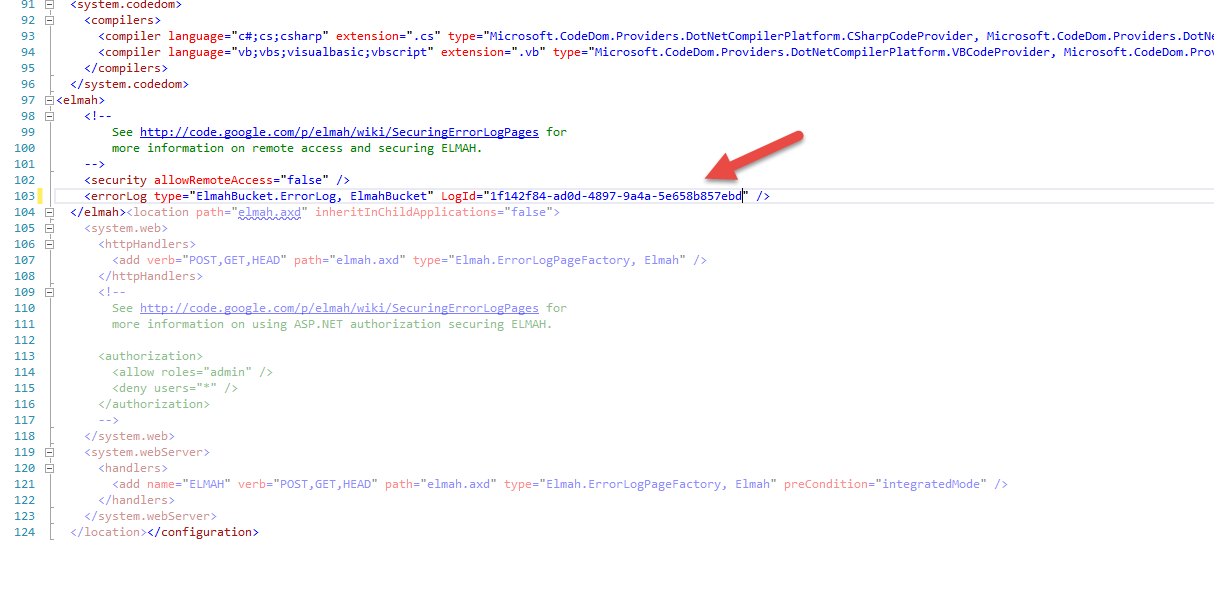 91 <system.codedom>
92 <compilers>
93 <compiler language="c#;cs;csharp" extension=".cs" type="Microsoft.CodeDom.Providers.DotNetCompilerPlatform.CSharpCodeProvider, Microsoft.CodeDom.Providers.DotNe
94 <compiler language="vb;vbs;visualbasic;vbscript" extension=".vb" type="Microsoft.CodeDom.Providers.DotNetCompilerPlatform.VBCodeProvider, Microsoft.CodeDom.Prov
95 </compilers>
96 </system.codedom>
97 <elmah>
98 <!--
99 See http://code.google.com/p/elmah/wiki/SecuringErrorLogPages for
100 more information on remote access and securing ELMAH.
101 -->
102 <security allowRemoteAccess="false" />
103 <errorLog type="ElmahBucket.ErrorLog, ElmahBucket" LogId="1f142f84-ad0d-4897-9a4a-5e658b857ebd" />
104 </elmah><location path="elmah.axd" inheritInChildApplications="false">
105 <system.web>
106 <httpHandlers>
107 <add verb="POST,GET,HEAD" path="elmah.axd" type="Elmah.ErrorLogPageFactory, Elmah" />
108 </httpHandlers>
109 <!--
110 See http://code.google.com/p/elmah/wiki/SecuringErrorLogPages for
111 more information on using ASP.NET authorization securing ELMAH.
112
113 <authorization>
114 <allow roles="admin" />
115 <deny users="*" />
116 </authorization>
117 -->
118 </system.web>
119 <system.webServer>
120 <handlers>
121 <add name="ELMAH" verb="POST,GET,HEAD" path="elmah.axd" type="Elmah.ErrorLogPageFactory, Elmah" preCondition="integratedMode" />
122 </handlers>
123 </system.webServer>
124 </location></configuration>